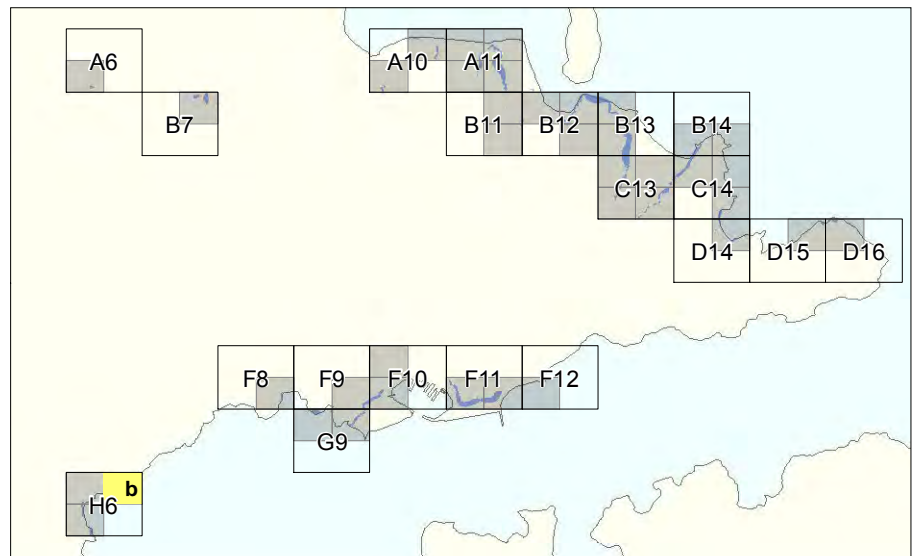 A6 A10 A11
B7 B11 B12 B13 B14
C13 C14
D14 D15 D16
F8 F9 F10 F11 F12
G9
b
H6